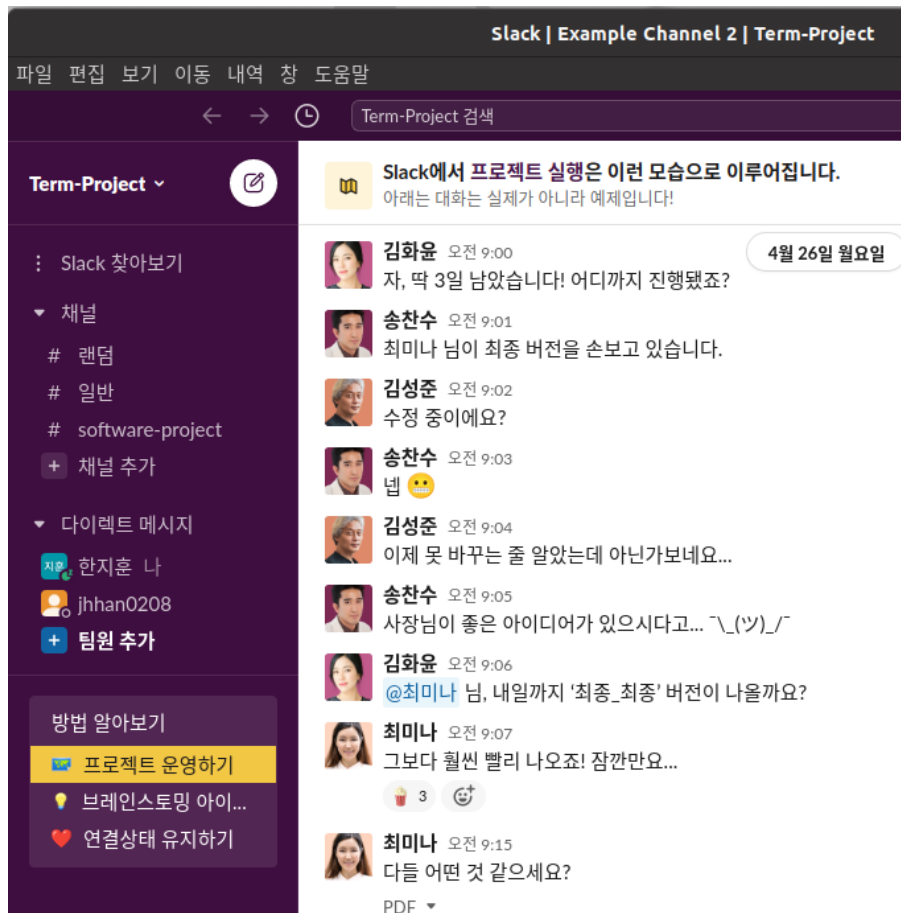 Slack | Example Channel 2 | Term-Project
파일 편집 보기 이동 내역 창 도움말
Term-Project 검색
Term-Project
Slack 찾아보기
채널
# 랜덤
# 일반
# software-project
+ 채널 추가
다이렉트 메시지
지훈 한지훈 나
jhhan0208
+ 팀원 추가
방법 알아보기
프로젝트 운영하기
브레인스토밍 아이...
연결상태 유지하기
Slack에서 프로젝트 실행은 이런 모습으로 이루어집니다.
아래는 대화는 실제가 아니라 예제입니다!
4월 26일 월요일
김화윤 오전 9:00
자, 딱 3일 남았습니다! 어디까지 진행됐죠?
송찬수 오전 9:01
최미나 님이 최종 버전을 손보고 있습니다.
김성준 오전 9:02
수정 중이에요?
송찬수 오전 9:03
넵 😬
김성준 오전 9:04
이제 못 바꾸는 줄 알았는데 아닌가보네요...
송찬수 오전 9:05
사장님이 좋은 아이디어가 있으시다고... ¯\_(ツ)_/¯
김화윤 오전 9:06
@최미나 님, 내일까지 ‘최종_최종’ 버전이 나올까요?
최미나 오전 9:07
그보다 훨씬 빨리 나오죠! 잠깐만요...
🍿 3
최미나 오전 9:15
다들 어떤 것 같으세요?
PDF